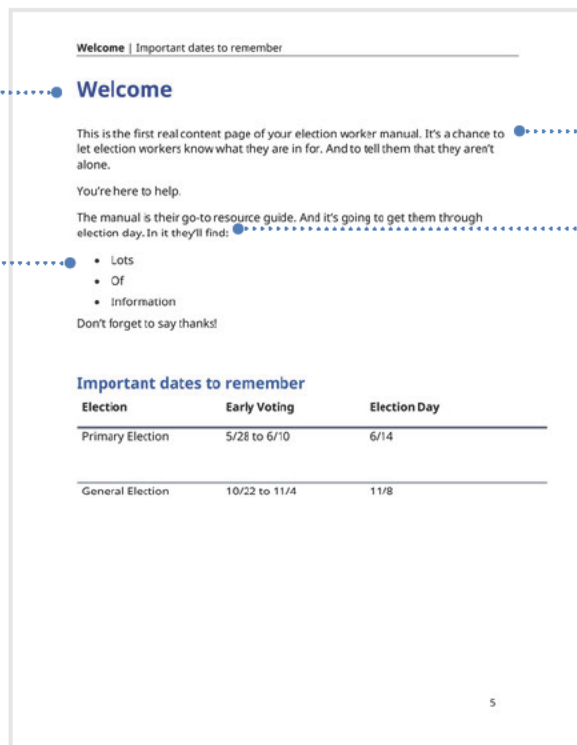 Welcome | Important dates to remember
Welcome
This is the first real content page of your election worker manual. It's a chance to
let election workers know what they are in for. And to tell them that they aren't
alone.
You're here to help.
The manual is their go-to resource guide. And it's going to get them through
election day. In it they'll find:
• Lots
• Of
• Information
Don't forget to say thanks!
Important dates to remember
Election Early Voting Election Day
Primary Election 5/28 to 6/10 6/14
General Election 10/22 to 11/4 11/8
5